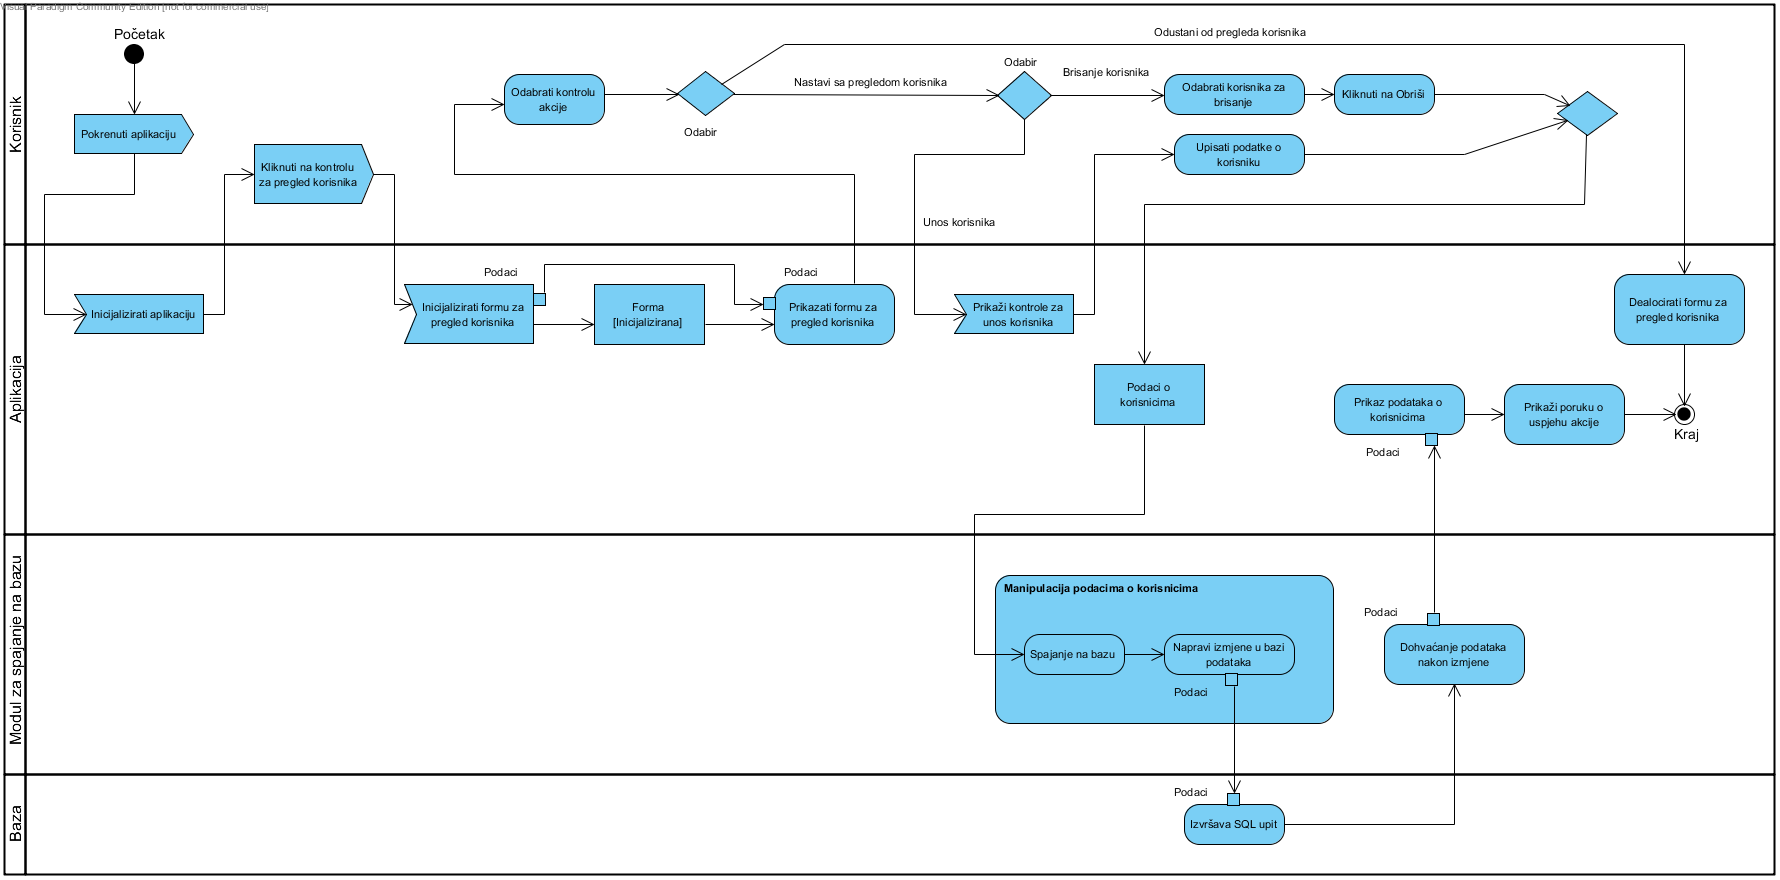 Visual Paradigm Community Edition [not for commercial use]
Korisnik
Početak
Pokrenuti aplikaciju
Kliknuti na kontrolu
za pregled korisnika
Odabrati kontrolu
akcije
Odabir
Odustani od pregleda korisnika
Nastavi sa pregledom korisnika
Odabir
Brisanje korisnika
Odabrati korisnika za
brisanje
Kliknuti na Obriši
Upisati podatke o
korisniku
Unos korisnika
Aplikacija
Inicijalizirati aplikaciju
Podaci
Inicijalizirati formu za
pregled korisnika
Forma
[Inicijalizirana]
Podaci
Prikazati formu za
pregled korisnika
Prikaži kontrole za
unos korisnika
Dealocirati formu za
pregled korisnika
Podaci o
korisnicima
Prikaz podataka o
korisnicima
Podaci
Prikaži poruku o
uspjehu akcije
Kraj
Modul za spajanje na bazu
Manipulacija podacima o korisnicima
Spajanje na bazu
Napravi izmjene u bazi
podataka
Podaci
Podaci
Dohvaćanje podataka
nakon izmjene
Baza
Podaci
Izvršava SQL upit